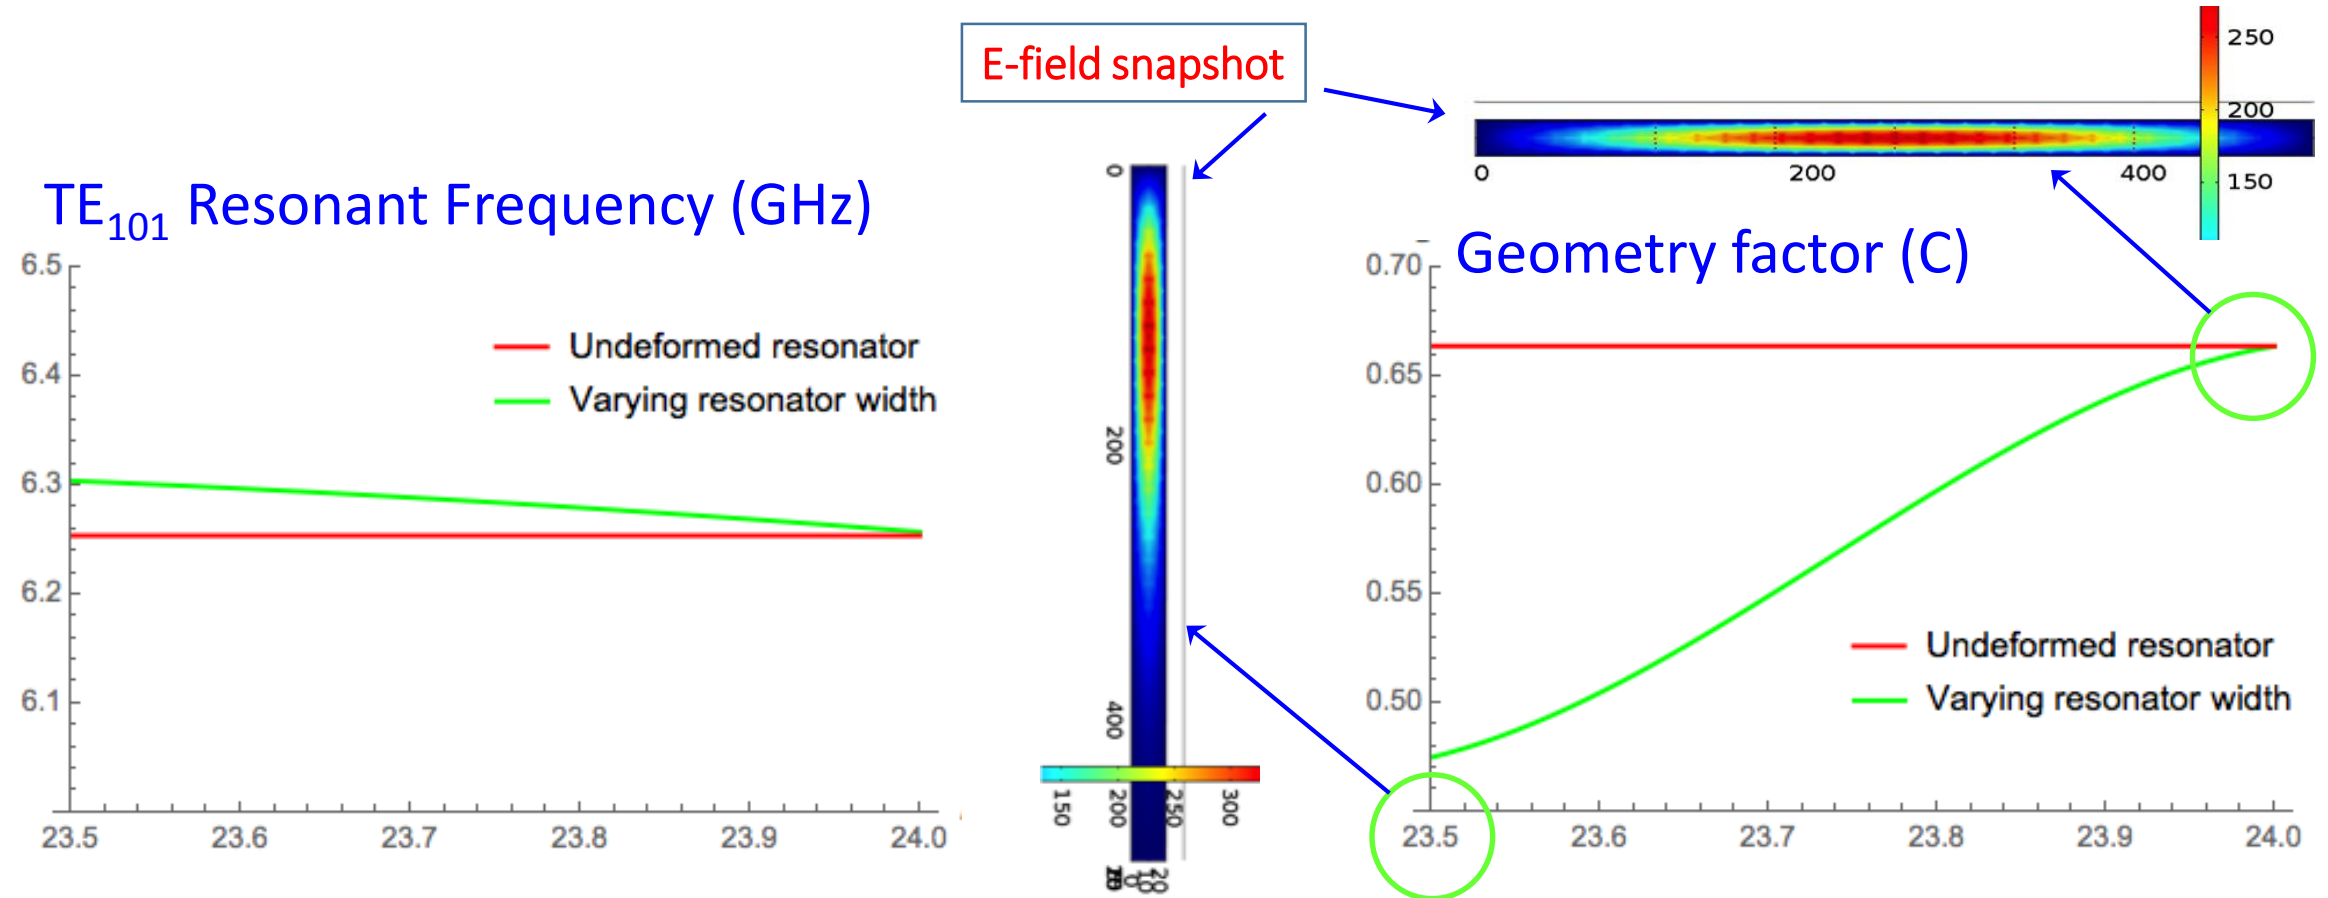 E-field snapshot
250
200
150
0
200
400
TE101 Resonant Frequency (GHz)
6.5
6.4
6.3
6.2
6.1
Undeformed resonator
Varying resonator width
23.5 23.6 23.7 23.8 23.9 24.0
0
200
400
150 200 250 300
0 10 20
Geometry factor (C)
0.70
0.65
0.60
0.55
0.50
Undeformed resonator
Varying resonator width
23.5 23.6 23.7 23.8 23.9 24.0